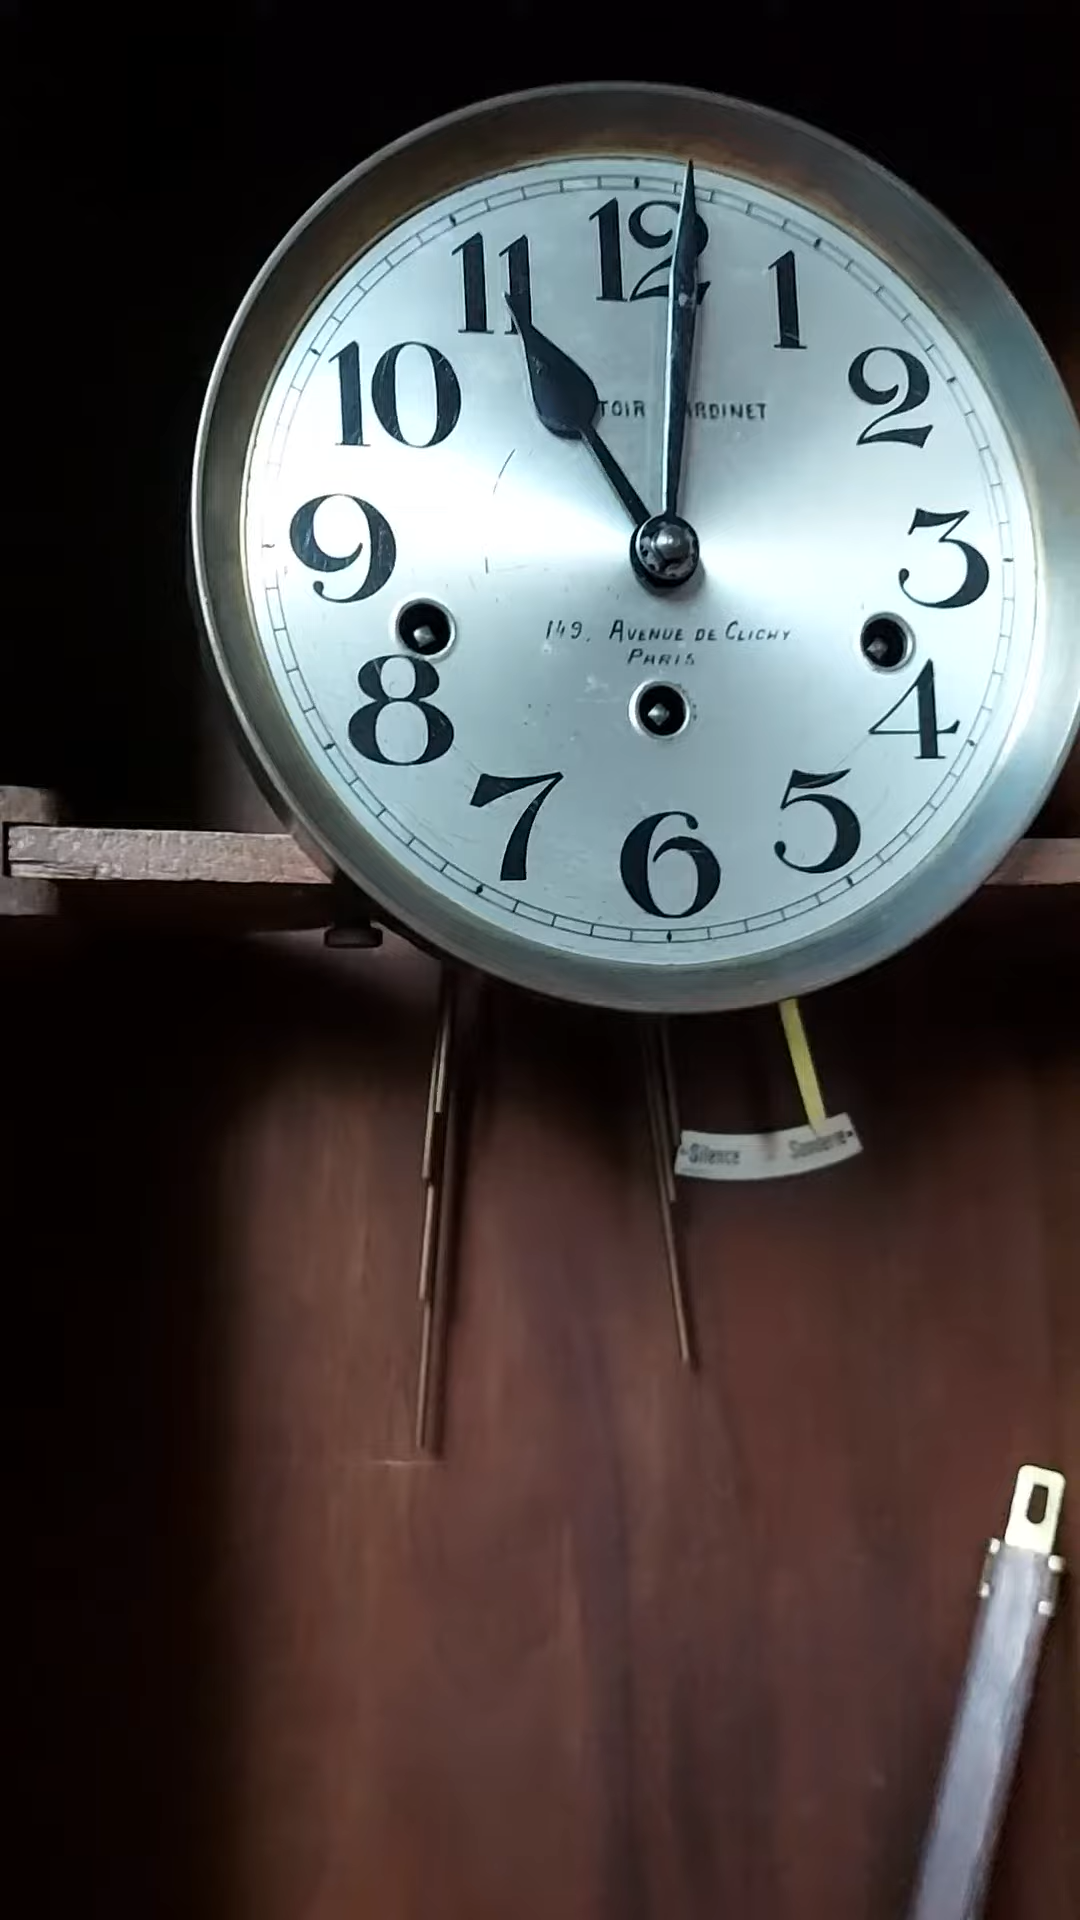 12
11 1
10 2
TOIR ARDINET
9 3
149. AVENUE DE CLICHY
PARIS
8 4
7 5
6
Silence Sonnerie